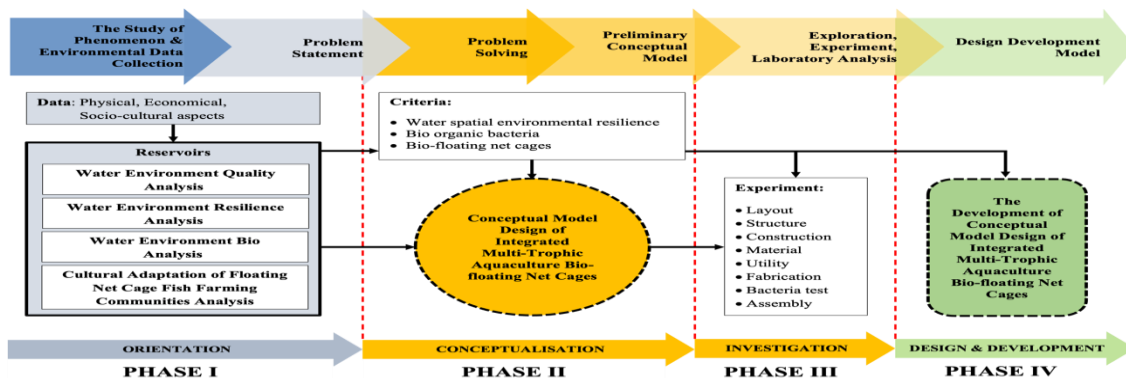 The Study of
Phenomenon &
Environmental Data
Collection
Problem
Statement
Problem
Solving
Preliminary
Conceptual
Model
Exploration,
Experiment,
Laboratory Analysis
Design Development
Model
Data: Physical, Economical,
Socio-cultural aspects
Reservoirs
Water Environment Quality
Analysis
Water Environment Resilience
Analysis
Water Environment Bio
Analysis
Cultural Adaptation of Floating
Net Cage Fish Farming
Communities Analysis
Criteria:
• Water spatial environmental resilience
• Bio organic bacteria
• Bio-floating net cages
Conceptual Model
Design of
Integrated
Multi-Trophic
Aquaculture Bio-
floating Net Cages
Experiment:
• Layout
• Structure
• Construction
• Material
• Utility
• Fabrication
• Bacteria test
• Assembly
The
Development of
Conceptual
Model Design of
Integrated
Multi-Trophic
Aquaculture
Bio-floating Net
Cages
ORIENTATION
CONCEPTUALISATION
INVESTIGATION
DESIGN & DEVELOPMENT
PHASE I
PHASE II
PHASE III
PHASE IV